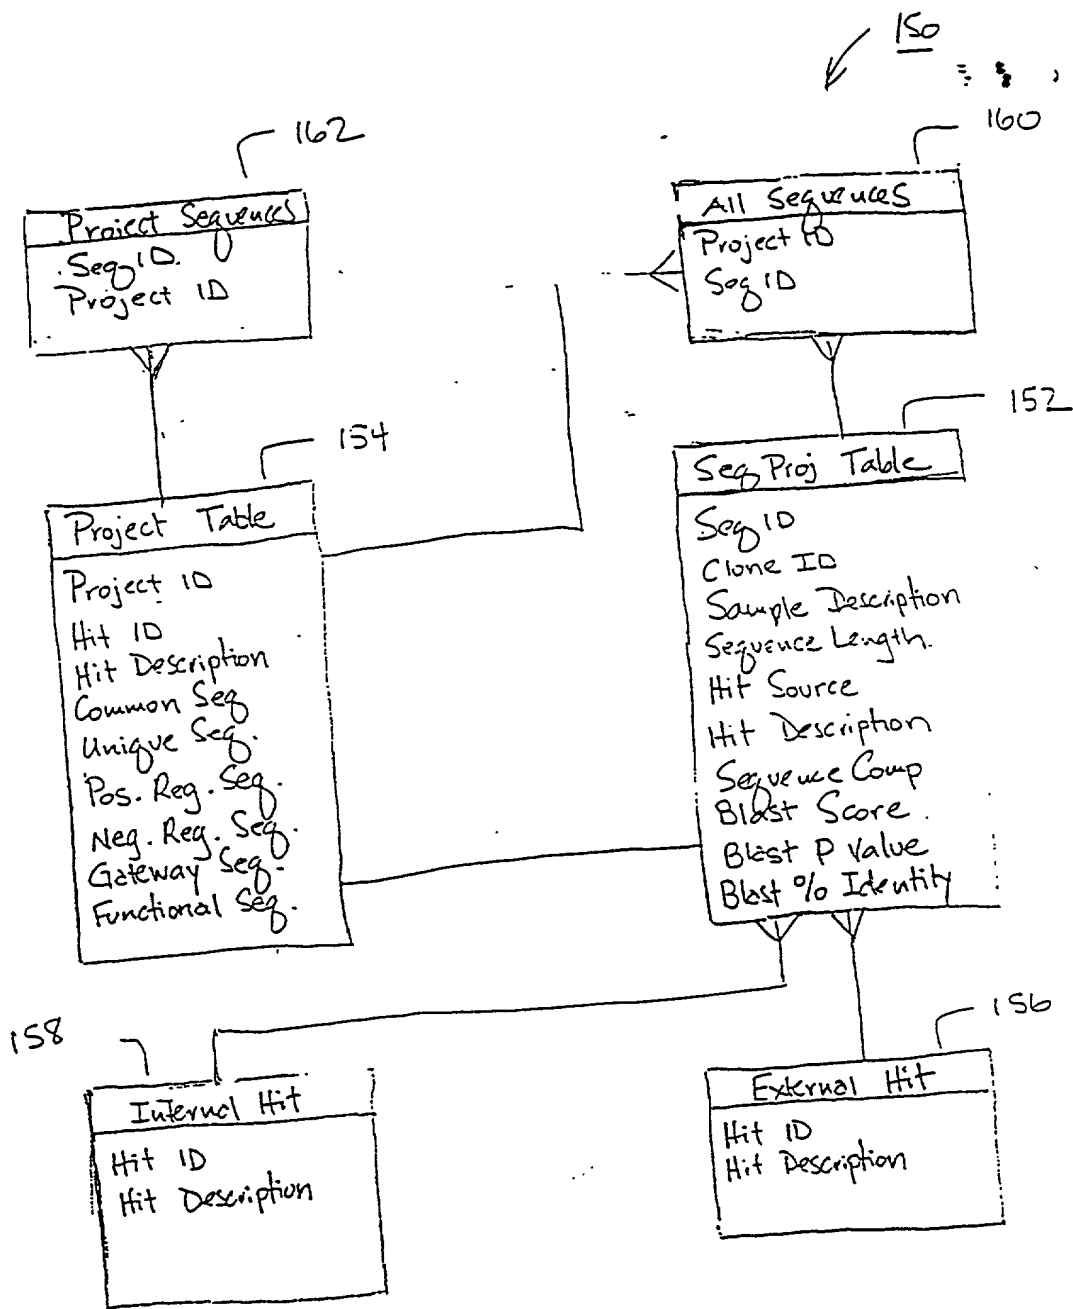 150
162
160
Project Sequences
Seq ID.
Project ID
All Sequences
Project ID
Seq ID
154
152
Project Table
Project ID
Hit ID
Hit Description
Common Seq
Unique Seq.
Pos. Reg. Seq.
Neg. Reg. Seq.
Gateway Seq.
Functional Seq.
Seq Proj Table
Seq ID
Clone ID
Sample Description
Sequence Length.
Hit Source
Hit Description
Sequence Comp
Blast Score.
Blast P Value
Blast % Identity
158
156
Internal Hit
Hit ID
Hit Description
External Hit
Hit ID
Hit Description